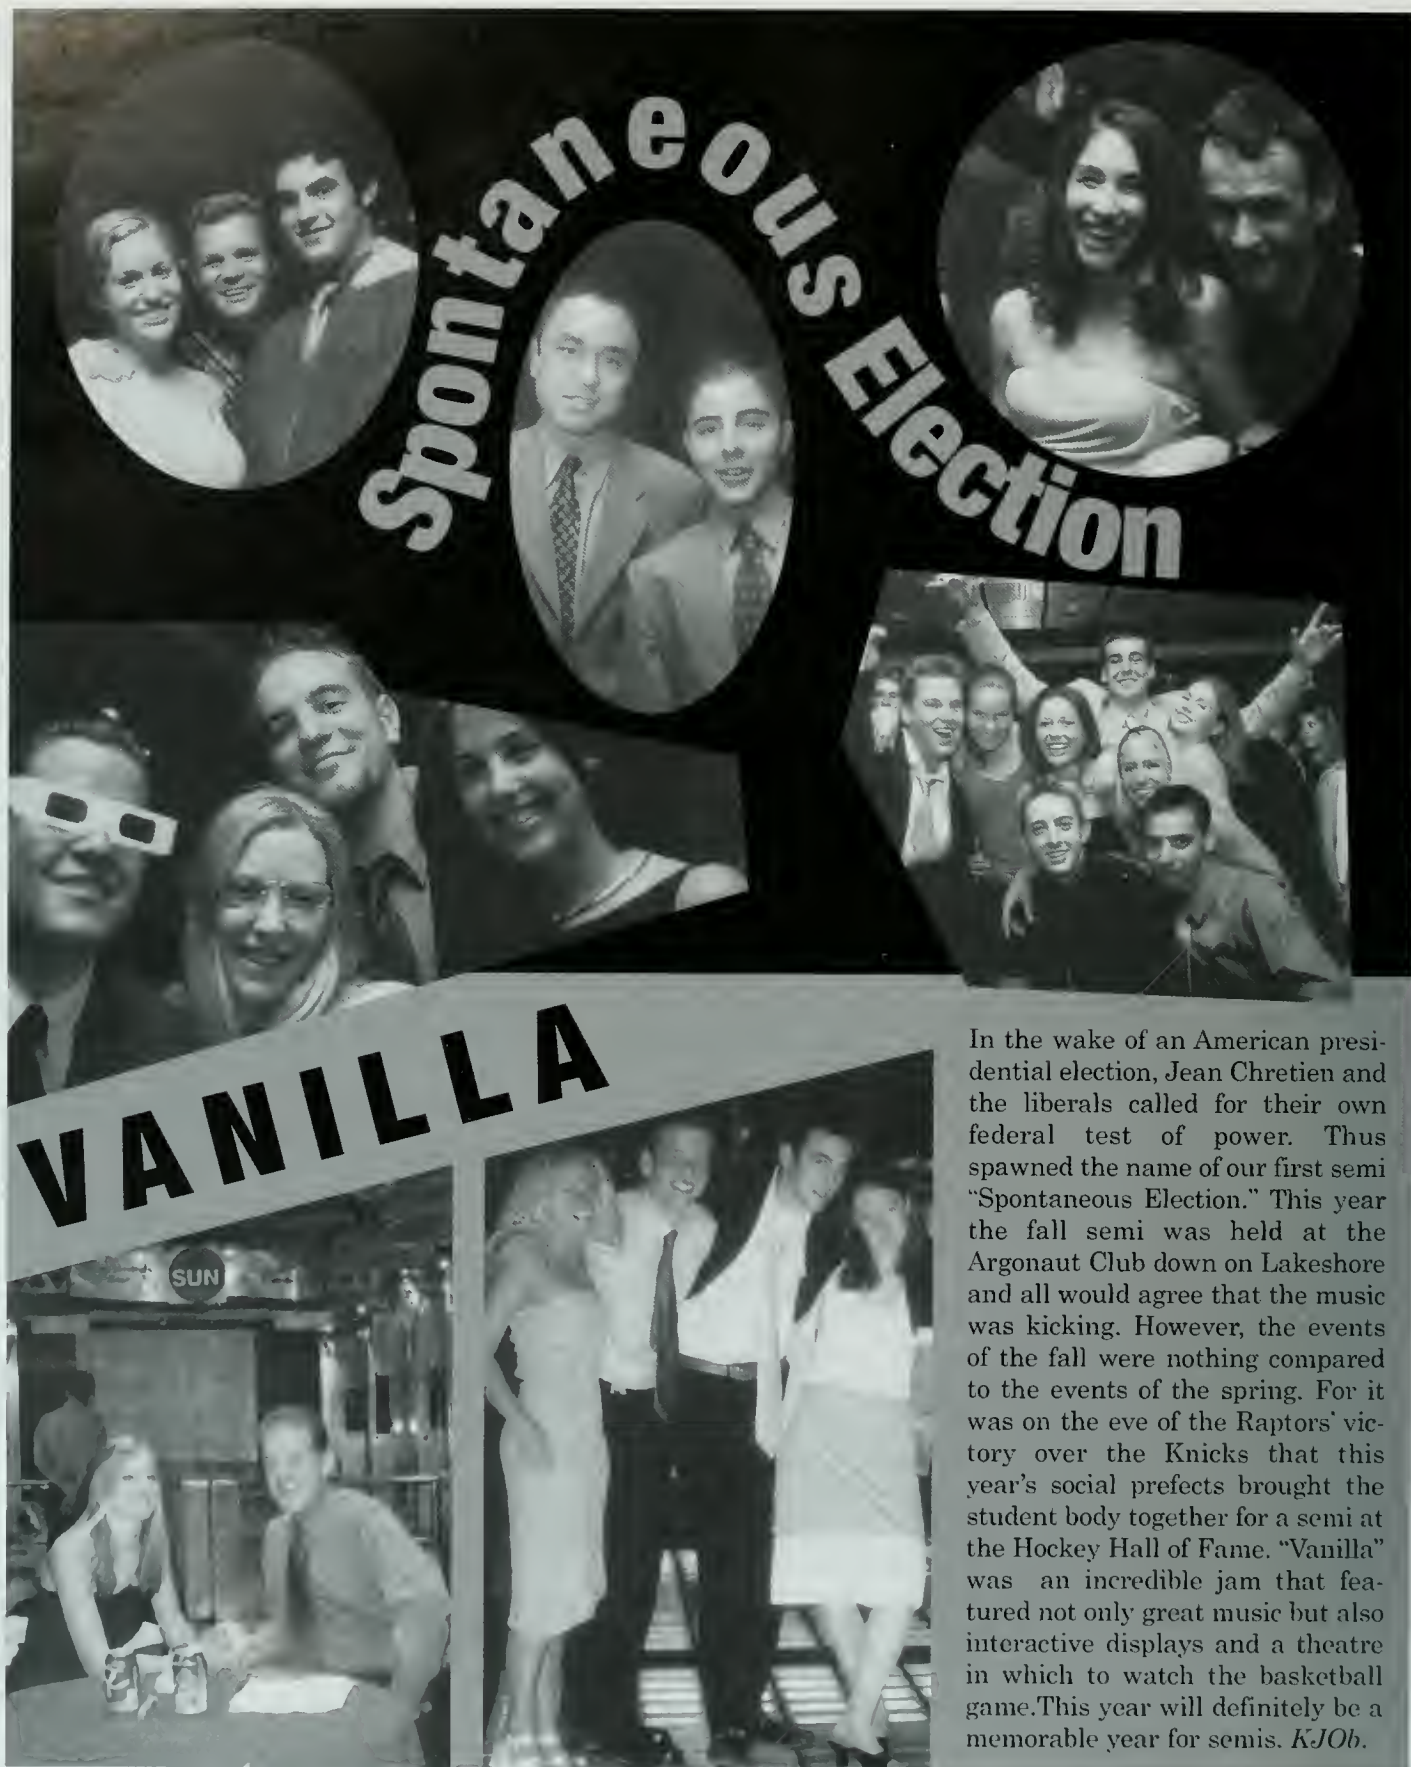 Spontaneous Election
VANILLA
SUN
In the wake of an American presi-
dential election, Jean Chretien and
the liberals called for their own
federal test of power. Thus
spawned the name of our first semi
“Spontaneous Election.” This year
the fall semi was held at the
Argonaut Club down on Lakeshore
and all would agree that the music
was kicking. However, the events
of the fall were nothing compared
to the events of the spring. For it
was on the eve of the Raptors' vic-
tory over the Knicks that this
year's social prefects brought the
student body together for a semi at
the Hockey Hall of Fame. “Vanilla”
was an incredible jam that fea-
tured not only great music but also
interactive displays and a theatre
in which to watch the basketball
game.This year will definitely be a
memorable year for semis. KJOb.